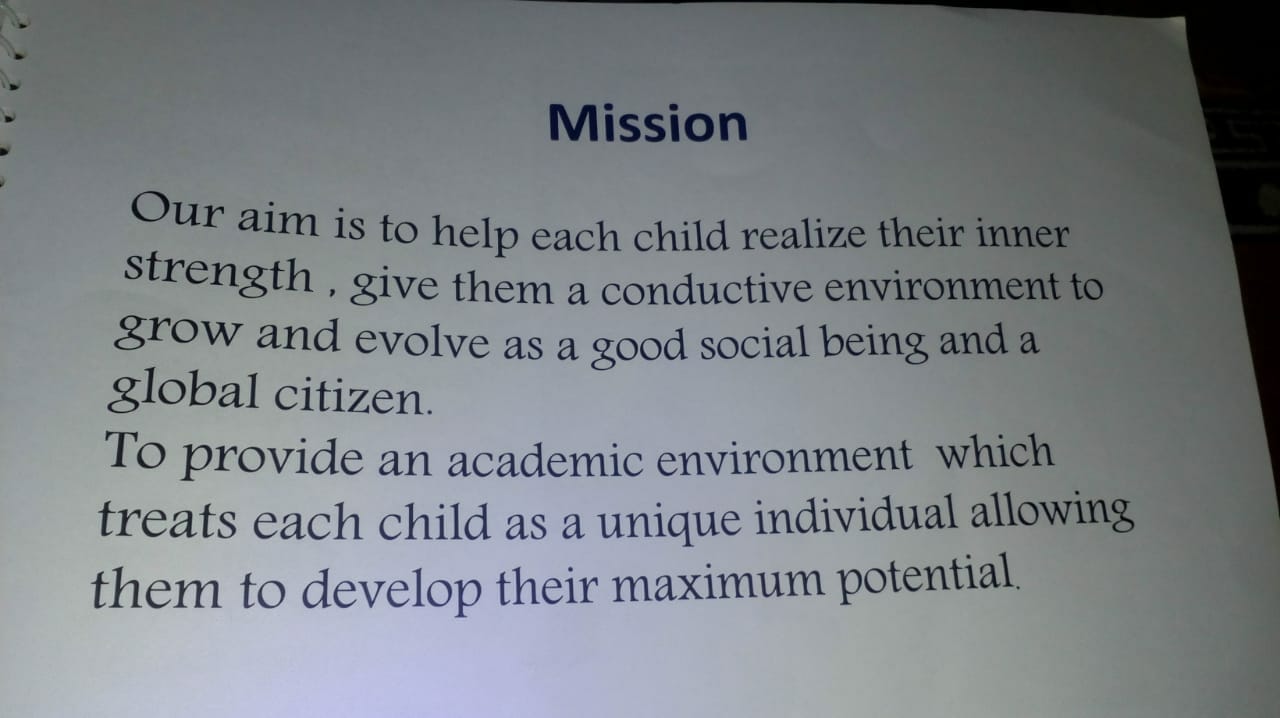 Mission
Our aim is to help each child realize their inner
strength , give them a conductive environment to
grow and evolve as a good social being and a
global citizen.
To provide an academic environment  which
treats each child as a unique individual allowing
them to develop their maximum potential.